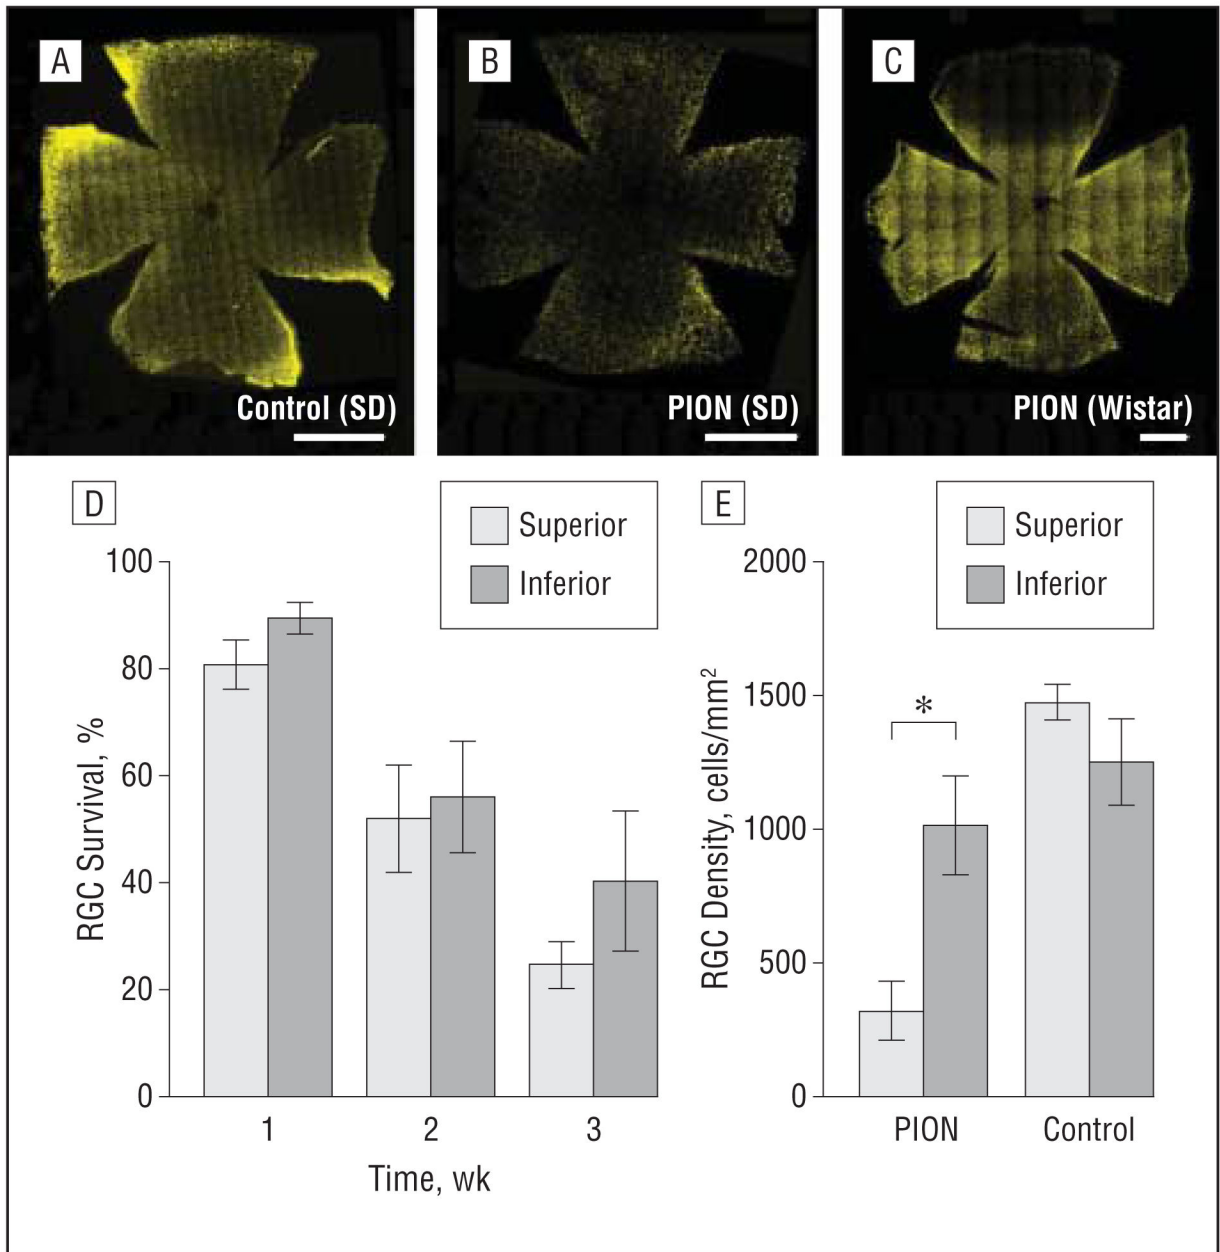 A
B
C
Control (SD)
PION (SD)
PION (Wistar)
D
Superior
Inferior
100
80
60
40
20
0
RGC Survival, %
1
2
3
Time, wk
E
Superior
Inferior
2000
1500
1000
500
0
RGC Density, cells/mm²
*
PION
Control